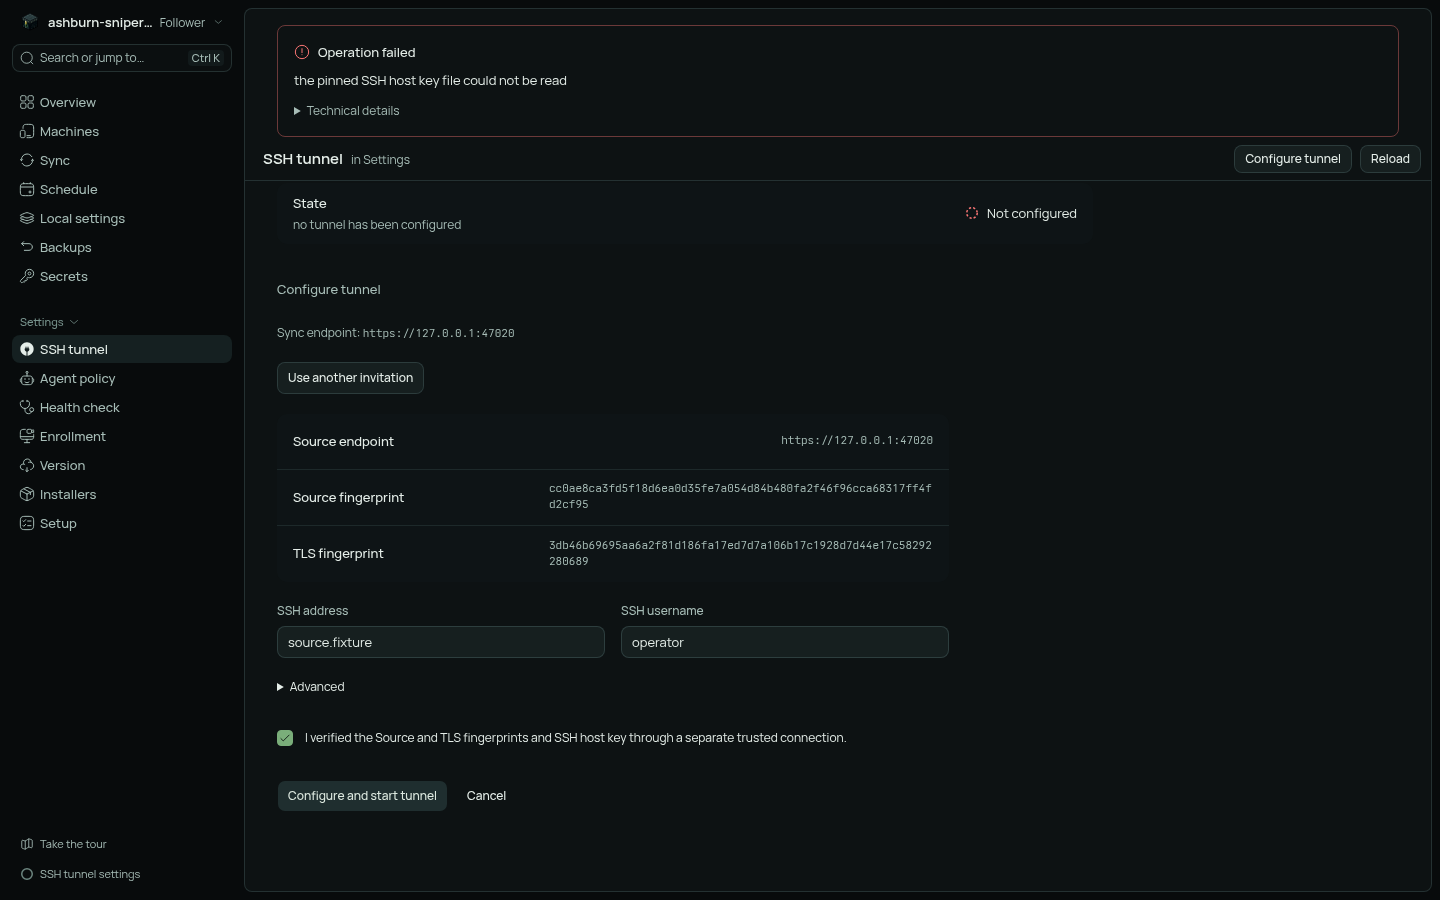 ashburn-sniper... Follower
Search or jump to... Ctrl K
Overview
Machines
Sync
Schedule
Local settings
Backups
Secrets
Settings
SSH tunnel
Agent policy
Health check
Enrollment
Version
Installers
Setup
Take the tour
SSH tunnel settings
Operation failed
the pinned SSH host key file could not be read
Technical details
SSH tunnel in Settings
Configure tunnel Reload
State
no tunnel has been configured
Not configured
Configure tunnel
Sync endpoint: https://127.0.0.1:47020
Use another invitation
Source endpoint https://127.0.0.1:47020
Source fingerprint cc0ae8ca3fd5f18d6ea0d35fe7a054d84b480fa2f46f96cca68317ff4f
d2cf95
TLS fingerprint 3db46b69695aa6a2f81d186fa17ed7d7a106b17c1928d7d44e17c58292
280689
SSH address SSH username
source.fixture operator
Advanced
I verified the Source and TLS fingerprints and SSH host key through a separate trusted connection.
Configure and start tunnel Cancel